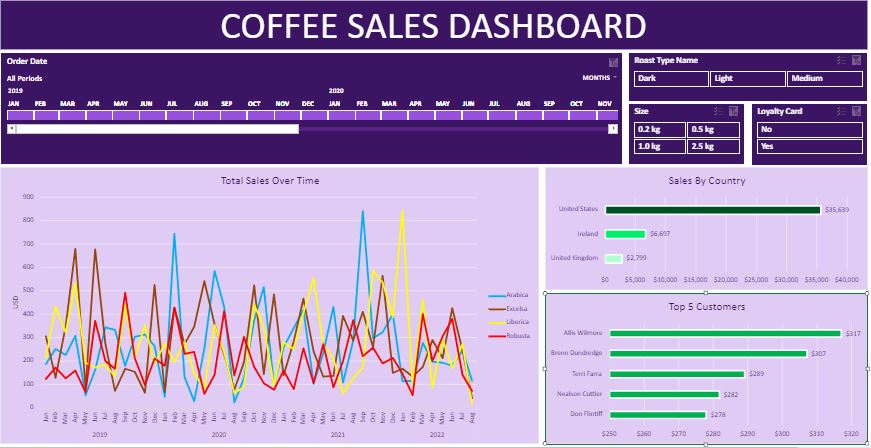 COFFEE SALES DASHBOARD
Order Date
All Periods
MONTHS
2019 2020
JAN FEB MAR APR MAY JUN JUL AUG SEP OCT NOV DEC JAN FEB MAR APR MAY JUN JUL AUG SEP OCT NOV
Roast Type Name
Dark Light Medium
Size
0.2 kg 0.5 kg
1.0 kg 2.5 kg
Loyalty Card
No
Yes
Total Sales Over Time
900
800
700
600
500
400
300
200
100
0
USD
Jan Feb Mar Apr May Jun Jul Aug Sep Oct Nov Dec Jan Feb Mar Apr May Jun Jul Aug Sep Oct Nov Dec Jan Feb Mar Apr May Jun Jul Aug Sep Oct Nov Dec Jan Feb Mar Apr May Jun Jul Aug
2019 2020 2021 2022
Arabica
Excelsa
Liberica
Robusta
Sales By Country
United States $35,639
Ireland $6,697
United Kingdom $2,799
$0 $5,000 $10,000 $15,000 $20,000 $25,000 $30,000 $35,000 $40,000
Top 5 Customers
Allis Wilmore $317
Brenn Dundredge $307
Terri Farra $289
Nealson Cuttler $282
Don Flintiff $278
$250 $260 $270 $280 $290 $300 $310 $320